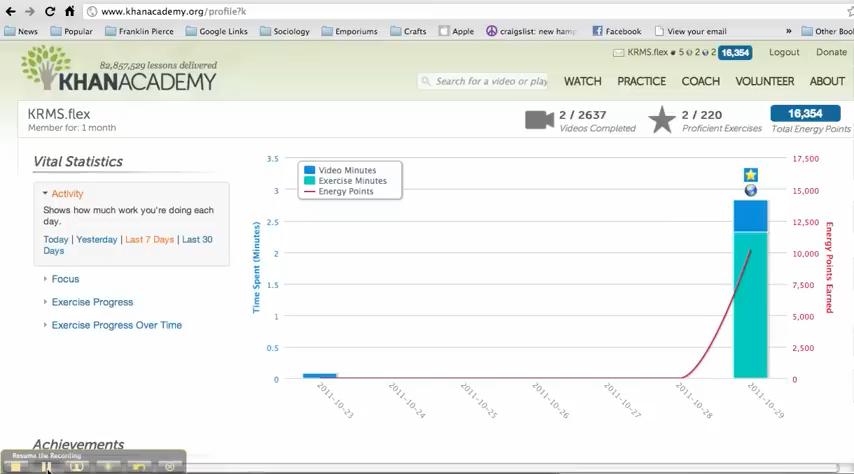 www.khanacademy.org/profile?k
News Popular Franklin Pierce Google Links Sociology Emporiums Crafts Apple craigslist: new hamp Facebook View your email » Other Boo
82,857,529 lessons delivered
KHANACADEMY
KRMS.flex 5 2 2 16,354 Logout Donate
Search for a video or play
WATCH PRACTICE COACH VOLUNTEER ABOUT
KRMS.flex
Member for: 1 month
2 / 2637
Videos Completed
2 / 220
Proficient Exercises
16,354
Total Energy Points
Vital Statistics
Activity
Shows how much work you're doing each
day.
Today | Yesterday | Last 7 Days | Last 30
Days
Focus
Exercise Progress
Exercise Progress Over Time
Video Minutes
Exercise Minutes
Energy Points
Time Spent (Minutes)
3.5
3
2.5
2
1.5
1
0.5
0
17,500
15,000
12,500
10,000
7,500
5,000
2,500
0
Energy Points Earned
2011-10-23
2011-10-24
2011-10-25
2011-10-26
2011-10-27
2011-10-28
2011-10-29
Achievements
Resume the Recording